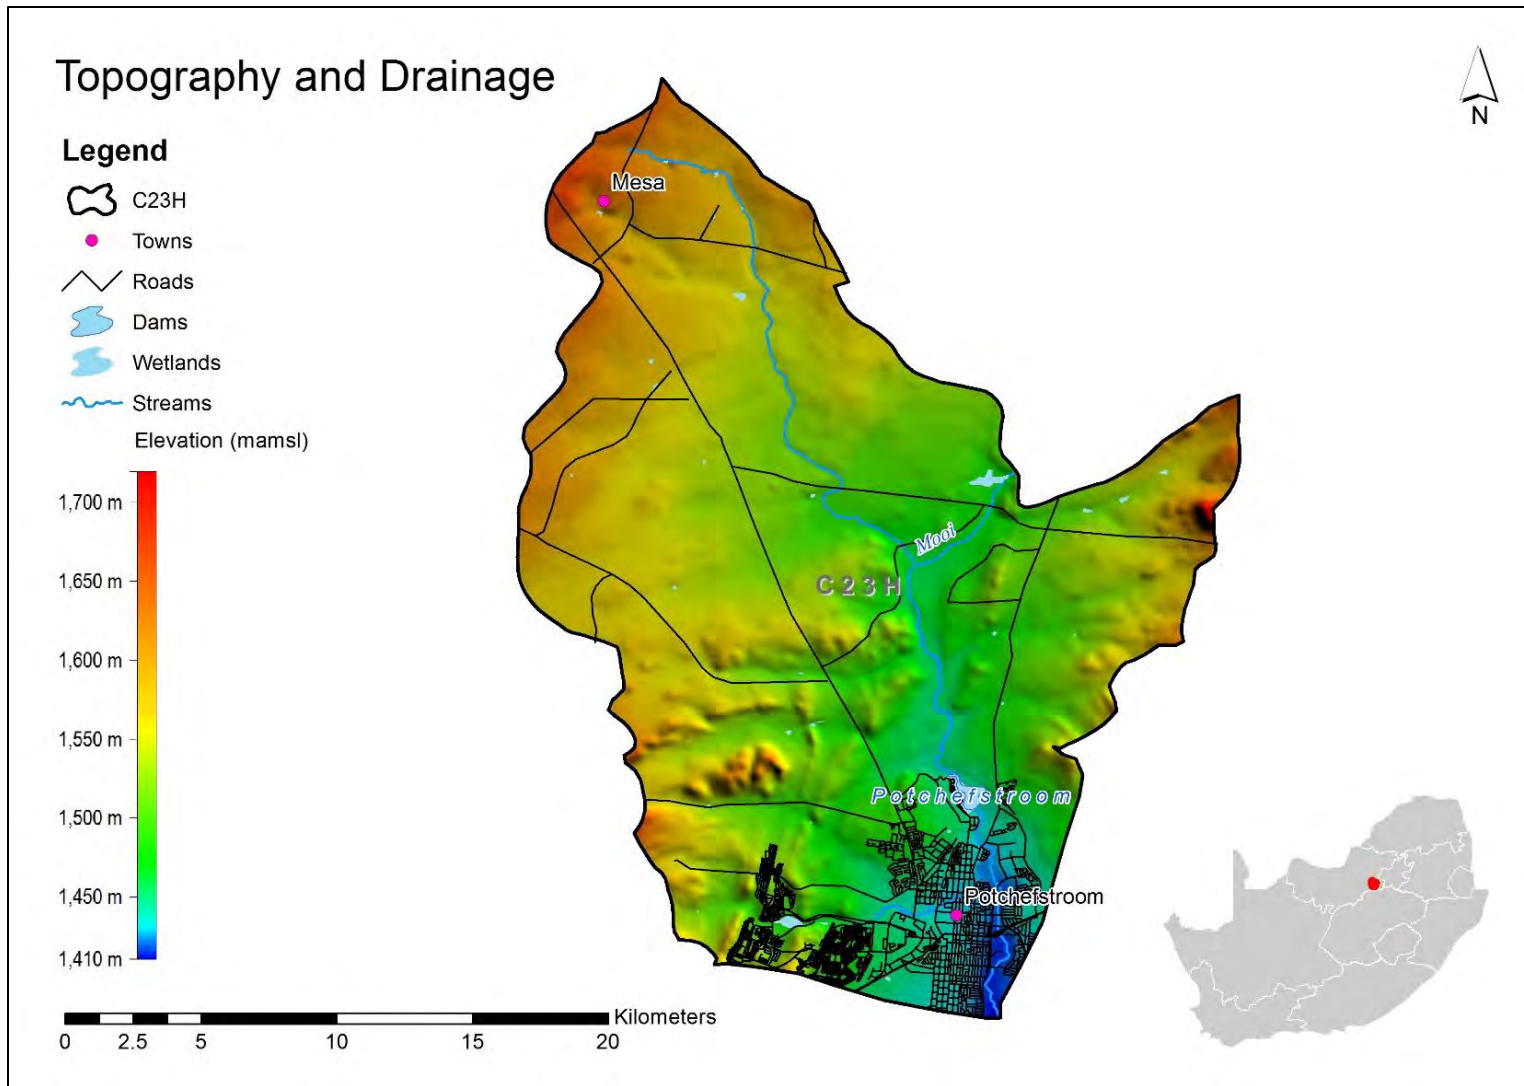 Topography and Drainage
N
Legend
C23H
Towns
Roads
Dams
Wetlands
Streams
Elevation (mamsl)
1,700 m
1,650 m
1,600 m
1,550 m
1,500 m
1,450 m
1,410 m
Mesa
Mooi
C23H
Potchefstroom
Potchefstroom
Kilometers
0 2.5 5 10 15 20